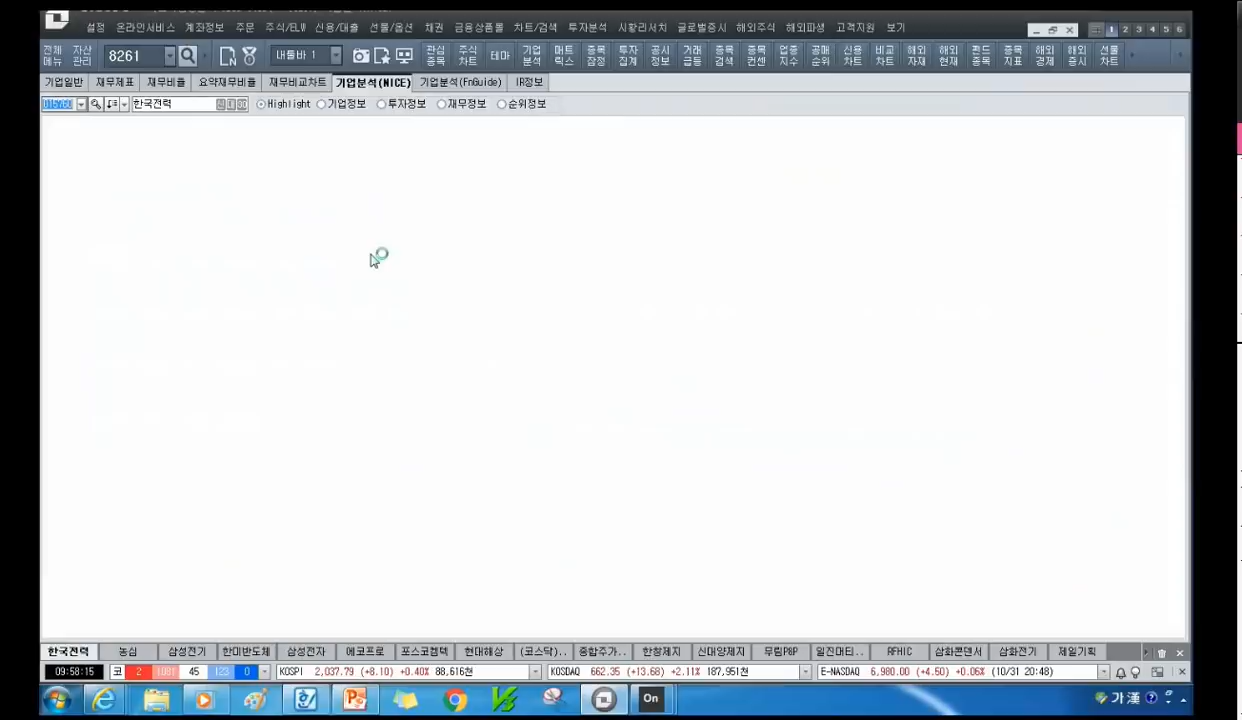 설정 온라인서비스 계좌정보 주문 주식/ELW 신용/대출 선물/옵션 채권 금융상품몰 차트/검색 투자분석 시황리서치 글로벌증시 해외주식 해외파생 고객지원 보기
1 2 3 4 5 6
전체메뉴 자산관리 8261 내툴바 1 관심종목 주식차트 테마 기업분석 매트릭스 종목잠정 투자집계 공시정보 거래급등 종목검색 종목컨센 업종지수 공매순위 신용차트 비교차트 해외자재 해외현재 펀드종목 종목지표 해외경제 해외증시 선물차트
기업일반 재무제표 재무비율 요약재무비율 재무비교차트 기업분석(NICE) 기업분석(FnGuide) IR정보
한국전력 Highlight 기업정보 투자정보 재무정보 순위정보
한국전력 농심 삼성전기 한미반도체 삼성전자 에코프로 포스코켐텍 현대해상 (코스닥).. 종합주가.. 한창제지 신대양제지 무림P&P 일진머티.. RFHIC 삼화콘덴서 삼화전기 제일기획
09:58:15 코 2 1081 45 123 0 KOSPI 2,037.79 (+8.10) +0.40% 88,616천 KOSDAQ 662.35 (+13.68) +2.11% 187,951천 E-NASDAQ 6,980.00 (+4.50) +0.06% (10/31 20:48)
On 가 漢